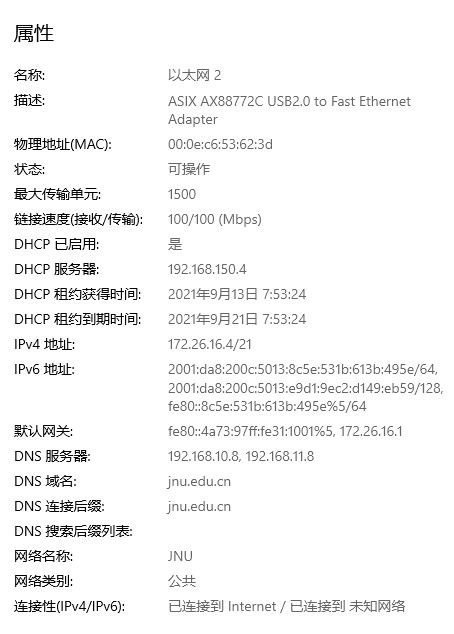 属性
名称: 以太网 2
描述: ASIX AX88772C USB2.0 to Fast Ethernet
Adapter
物理地址(MAC): 00:0e:c6:53:62:3d
状态: 可操作
最大传输单元: 1500
链接速度(接收/传输): 100/100 (Mbps)
DHCP 已启用: 是
DHCP 服务器: 192.168.150.4
DHCP 租约获得时间: 2021年9月13日 7:53:24
DHCP 租约到期时间: 2021年9月21日 7:53:24
IPv4 地址: 172.26.16.4/21
IPv6 地址: 2001:da8:200c:5013:8c5e:531b:613b:495e/64,
2001:da8:200c:5013:e9d1:9ec2:d149:eb59/128,
fe80::8c5e:531b:613b:495e%5/64
默认网关: fe80::4a73:97ff:fe31:1001%5, 172.26.16.1
DNS 服务器: 192.168.10.8, 192.168.11.8
DNS 域名: jnu.edu.cn
DNS 连接后缀: jnu.edu.cn
DNS 搜索后缀列表:
网络名称: JNU
网络类别: 公共
连接性(IPv4/IPv6): 已连接到 Internet / 已连接到 未知网络